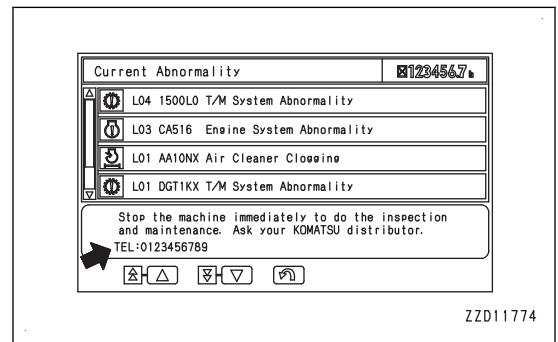 Current Abnormality 1234567h
L04 1500L0 T/M System Abnormality
L03 CA516 Engine System Abnormality
L01 AA10NX Air Cleaner Clogging
L01 DGT1KX T/M System Abnormality
Stop the machine immediately to do the inspection
and maintenance. Ask your KOMATSU distributor.
TEL:0123456789
ZZD11774